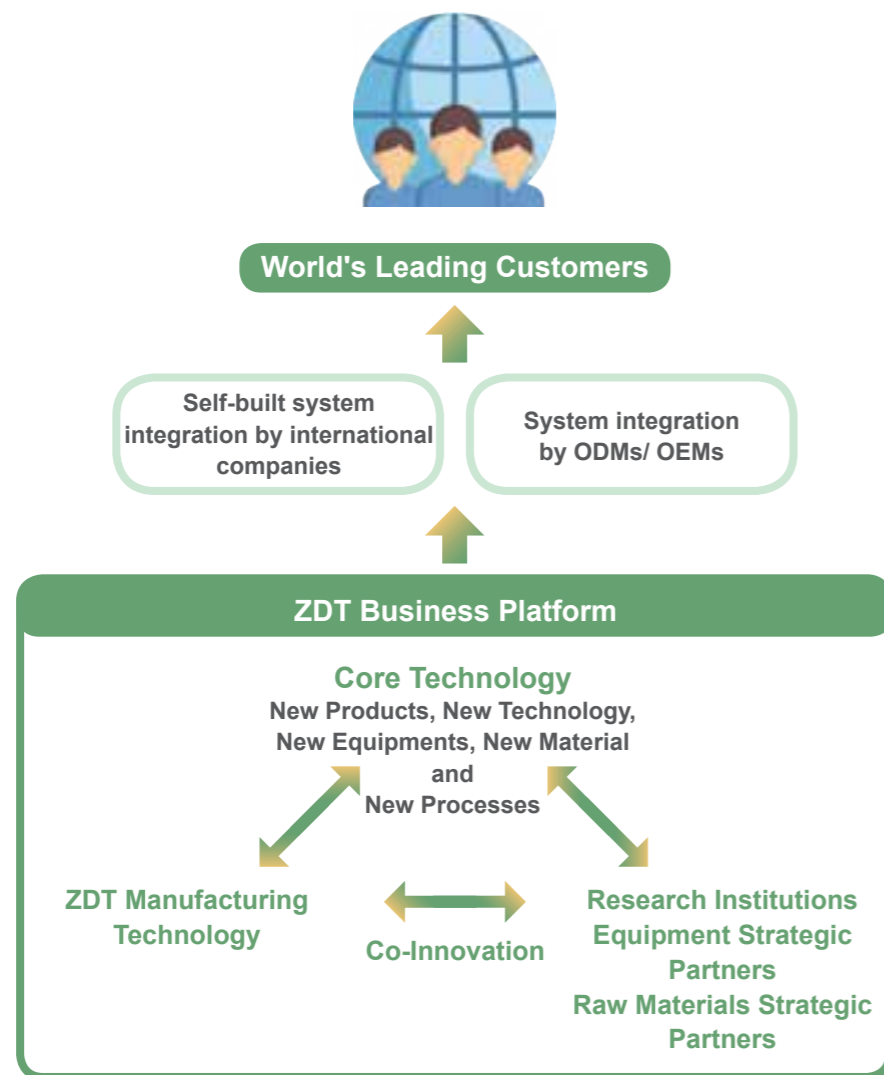 World's Leading Customers
Self-built system
integration by international
companies
System integration
by ODMs/ OEMs
ZDT Business Platform
Core Technology
New Products, New Technology,
New Equipments, New Material
and
New Processes
ZDT Manufacturing
Technology
Co-Innovation
Research Institutions
Equipment Strategic
Partners
Raw Materials Strategic
Partners